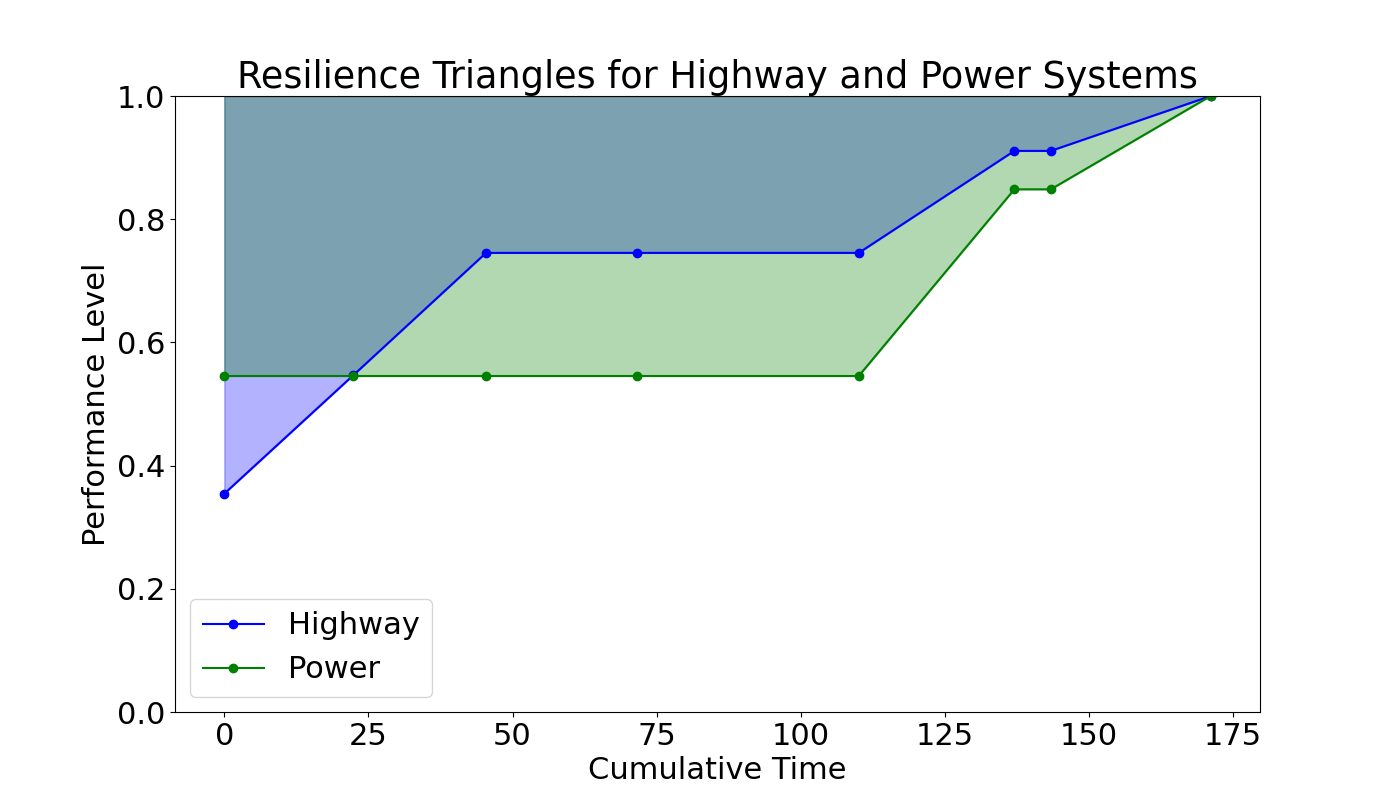 Resilience Triangles for Highway and Power Systems
1.0
0.8
0.6
0.4
0.2
0.0
Performance Level
Highway
Power
0 25 50 75 100 125 150 175
Cumulative Time